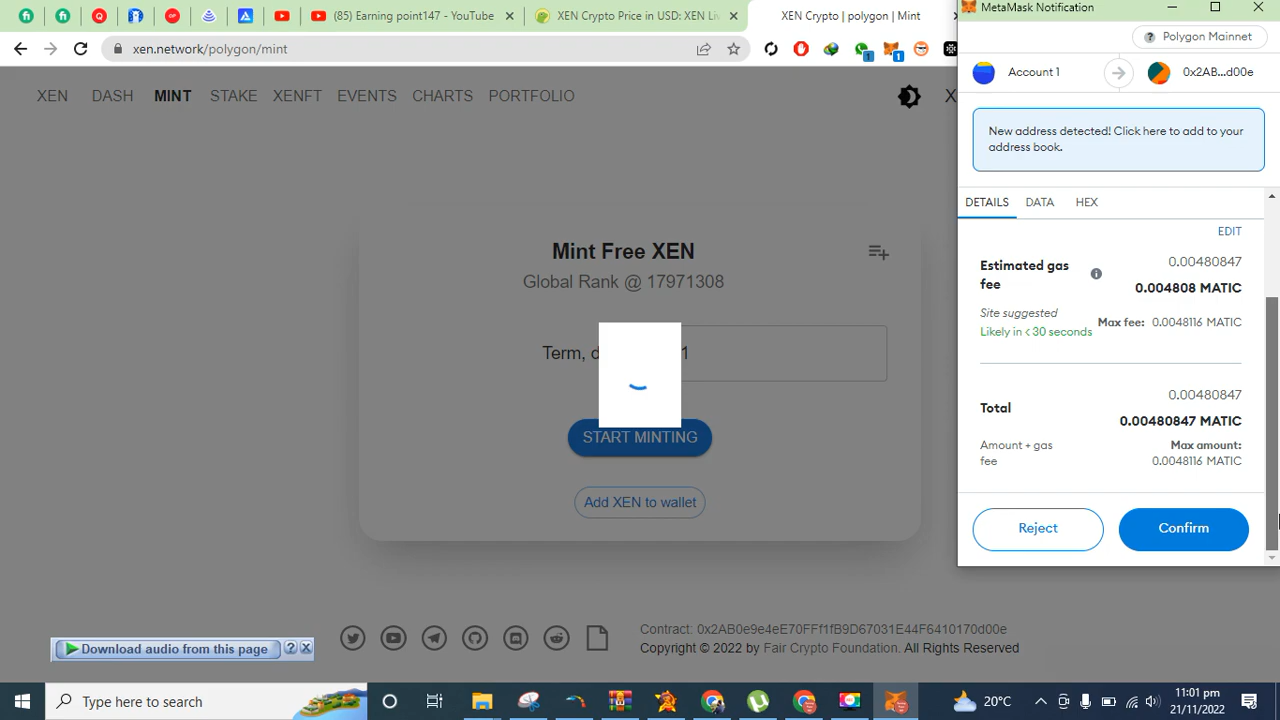 (85) Earning point147 - YouTube
XEN Crypto Price in USD: XEN Liv
XEN Crypto | polygon | Mint
MetaMask Notification
xen.network/polygon/mint
1
1
Polygon Mainnet
XEN DASH MINT STAKE XENFT EVENTS CHARTS PORTFOLIO
X
Account 1
0x2AB...d00e
New address detected! Click here to add to your
address book.
DETAILS DATA HEX
EDIT
Estimated gas
fee
0.00480847
0.004808 MATIC
Site suggested
Likely in < 30 seconds
Max fee: 0.0048116 MATIC
Total
0.00480847
0.00480847 MATIC
Amount + gas
fee
Max amount:
0.0048116 MATIC
Reject
Confirm
Mint Free XEN
Global Rank @ 17971308
Term, d
1
START MINTING
Add XEN to wallet
Contract: 0x2AB0e9e4eE70FFf1fB9D67031E44F6410170d00e
Copyright © 2022 by Fair Crypto Foundation. All Rights Reserved
Download audio from this page
Type here to search
20°C
11:01 pm
21/11/2022